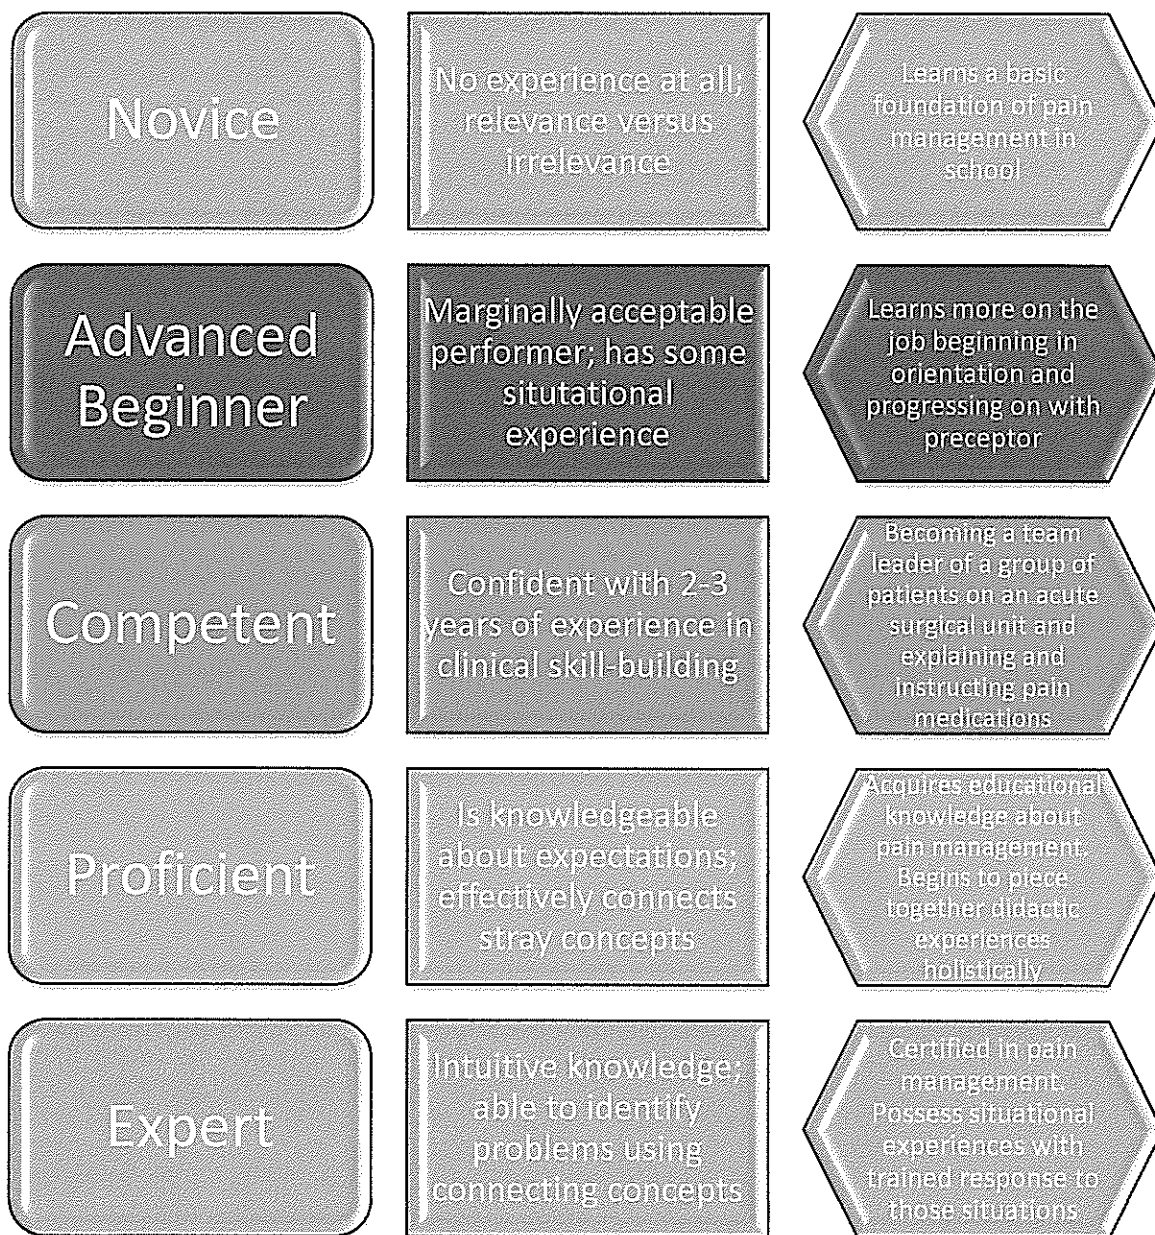 Novice
No experience at all;
relevance versus
irrelevance
Learns a basic
foundation of pain
management in
school
Advanced
Beginner
Marginally acceptable
performer; has some
situtational
experience
Learns more on the
job beginning in
orientation and
progressing on with
preceptor
Competent
Confident with 2-3
years of experience in
clinical skill-building
Becoming a team
leader of a group of
patients on an acute
surgical unit and
explaining and
instructing pain
medications
Proficient
Is knowledgeable
about expectations;
effectively connects
stray concepts
Acquires educational
knowledge about
pain management.
Begins to piece
together didactic
experiences
holistically
Expert
Intuitive knowledge;
able to identify
problems using
connecting concepts
Certified in pain
management.
Possess situational
experiences with
trained response to
those situations